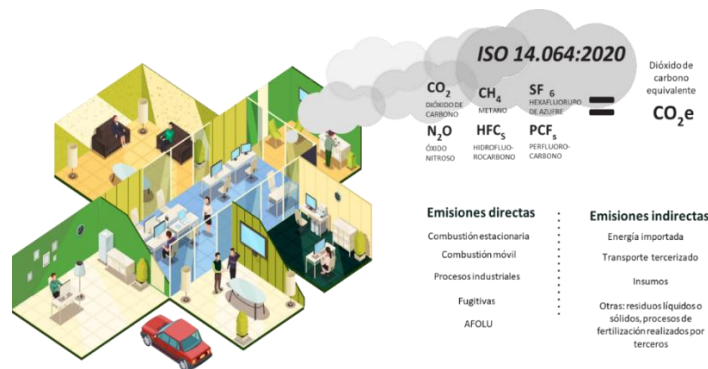 ISO 14.064:2020
Dióxido de
carbono
equivalente
CO2e
CO2
DIÓXIDO DE
CARBONO
CH4
METANO
SF 6
HEXAFLUORURO
DE AZUFRE
=
N2O
ÓXIDO
NITROSO
HFCs
HIDROFLUO-
ROCARBONO
PCFs
PERFLUORO-
CARBONO
Emisiones directas
Combustión estacionaria
Combustión móvil
Procesos industriales
Fugitivas
AFOLU
Emisiones indirectas
Energía importada
Transporte tercerizado
Insumos
Otras: residuos líquidos o
sólidos, procesos de
fertilización realizados por
terceros